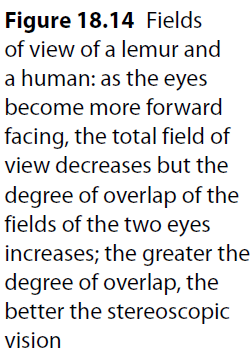 Figure 18.14 Fields
of view of a lemur and
a human: as the eyes
become more forward
facing, the total field of
view decreases but the
degree of overlap of the
fields of the two eyes
increases; the greater the
degree of overlap, the
better the stereoscopic
vision